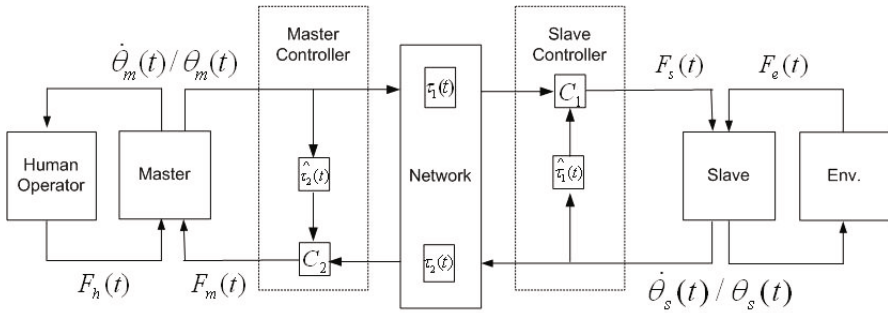 Master
Controller
Slave
Controller
θ̇ₘ(t)/θₘ(t)
τ₁(t)
C₁
Fₛ(t)
Fₑ(t)
Human
Operator
Master
τ̂₂(t)
Network
τ̂₁(t)
Slave
Env.
Fₕ(t)
Fₘ(t)
C₂
τ₂(t)
θ̇ₛ(t)/θₛ(t)